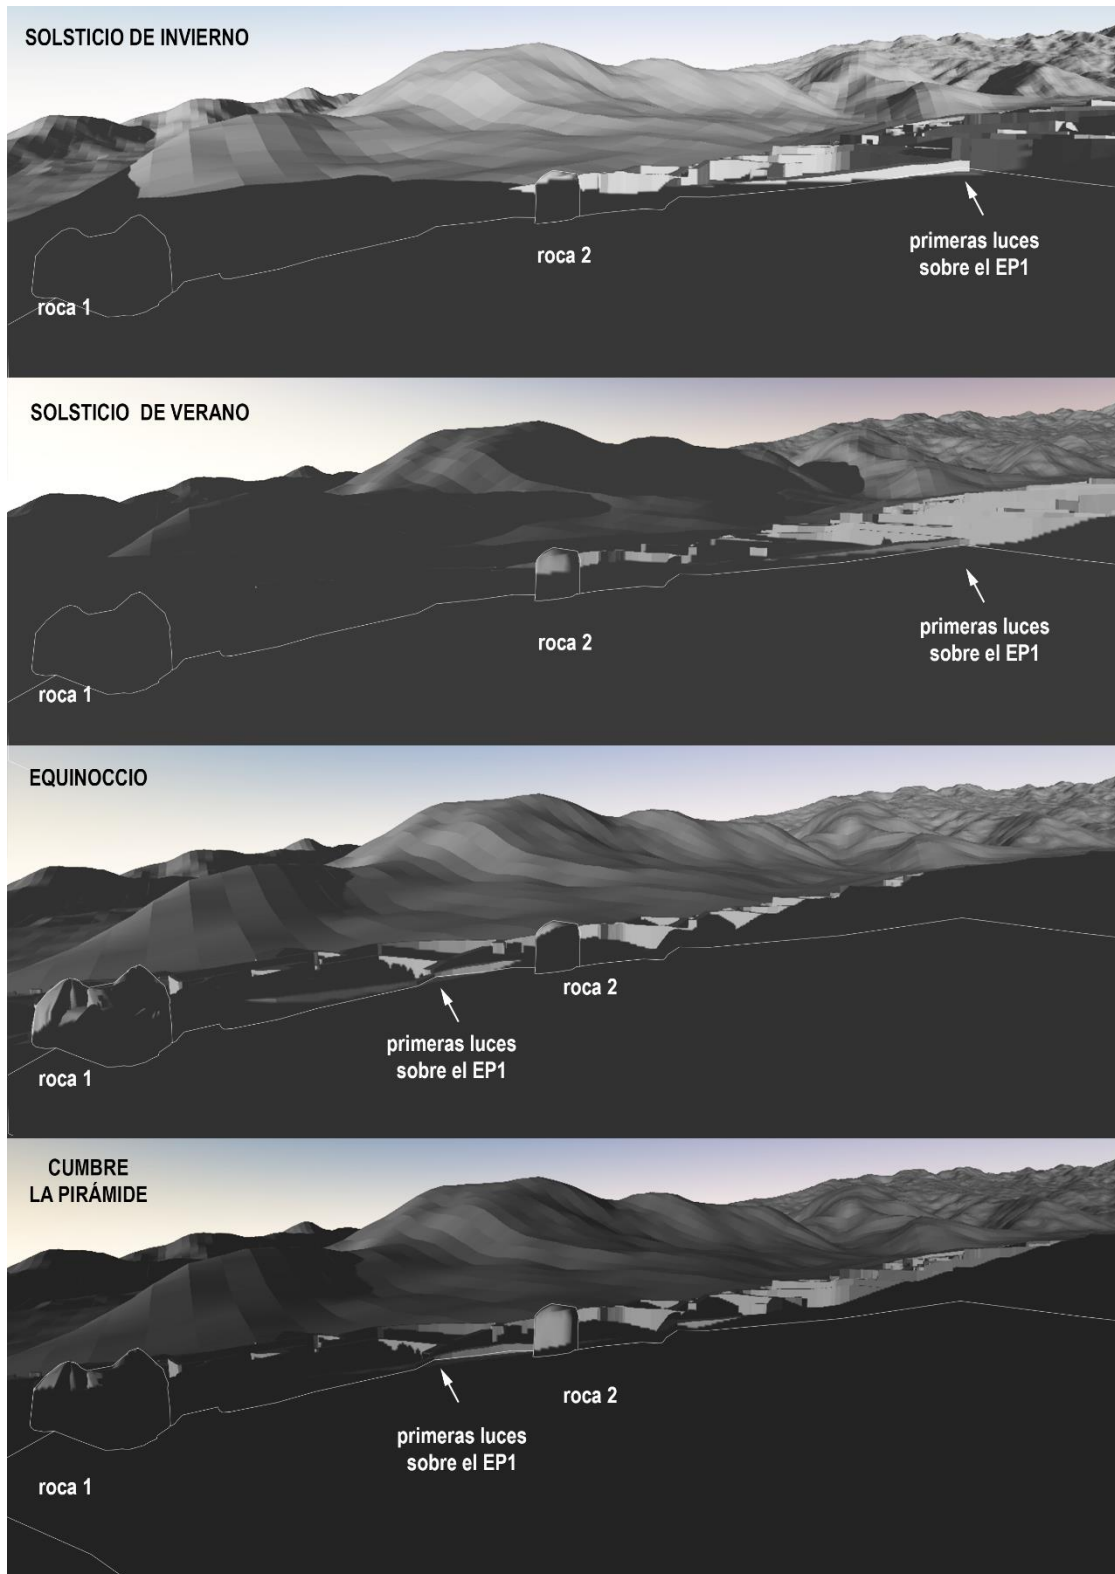 SOLSTICIO DE INVIERNO
roca 2
primeras luces
sobre el EP1
roca 1
SOLSTICIO DE VERANO
roca 2
primeras luces
sobre el EP1
roca 1
EQUINOCCIO
roca 2
primeras luces
sobre el EP1
roca 1
CUMBRE
LA PIRÁMIDE
roca 2
primeras luces
sobre el EP1
roca 1